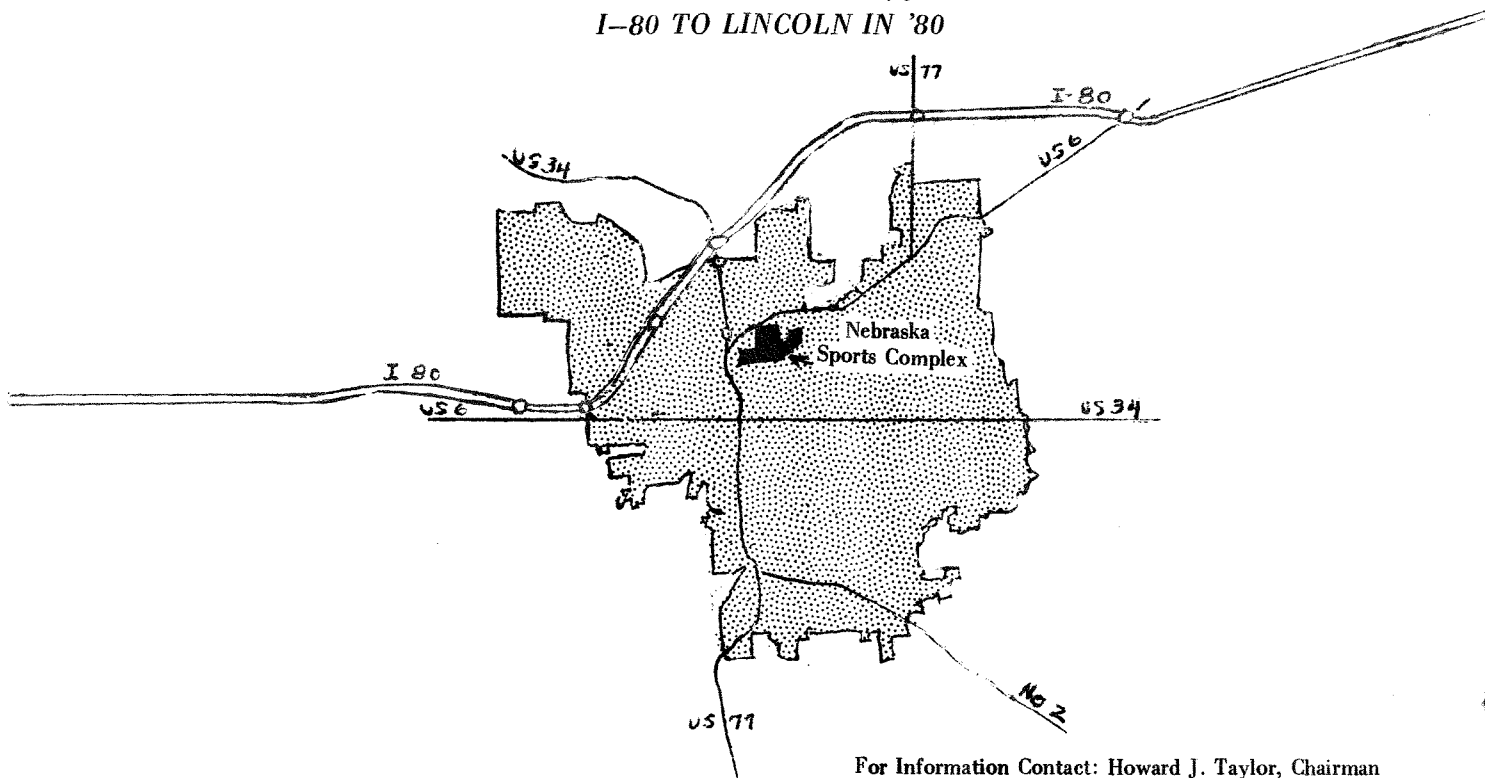 I–80 TO LINCOLN IN '80
US 77
I-80
US 34
US 6
Nebraska
Sports Complex
I 80
US 6
US 34
No 2
US 77
For Information Contact: Howard J. Taylor, Chairman